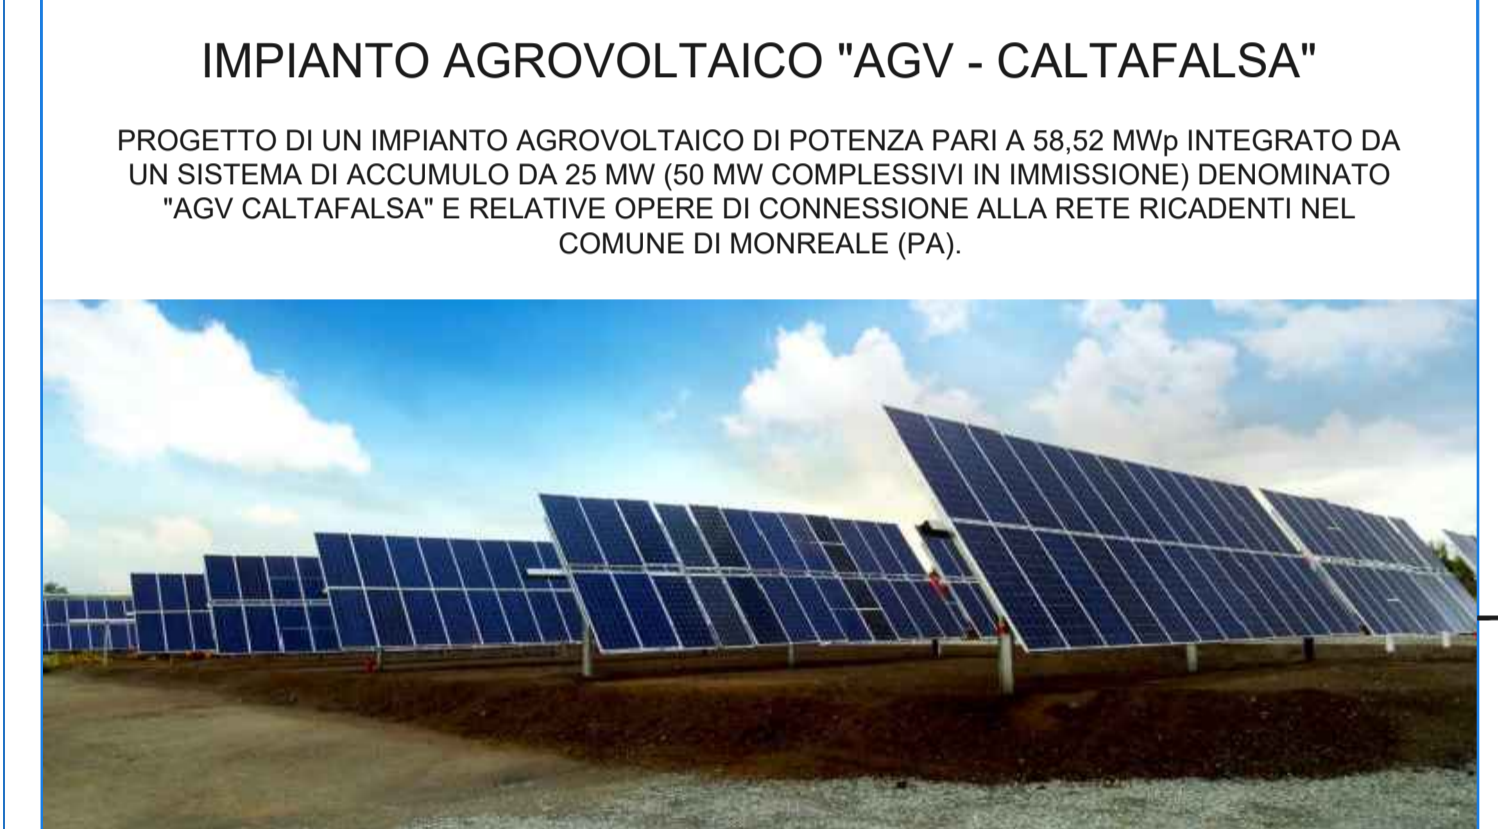 IMPIANTO AGROVOLTAICO "AGV - CALTAFALSA"
PROGETTO DI UN IMPIANTO AGROVOLTAICO DI POTENZA PARI A 58,52 MWp INTEGRATO DA
UN SISTEMA DI ACCUMULO DA 25 MW (50 MW COMPLESSIVI IN IMMISSIONE) DENOMINATO
"AGV CALTAFALSA" E RELATIVE OPERE DI CONNESSIONE ALLA RETE RICADENTI NEL
COMUNE DI MONREALE (PA).